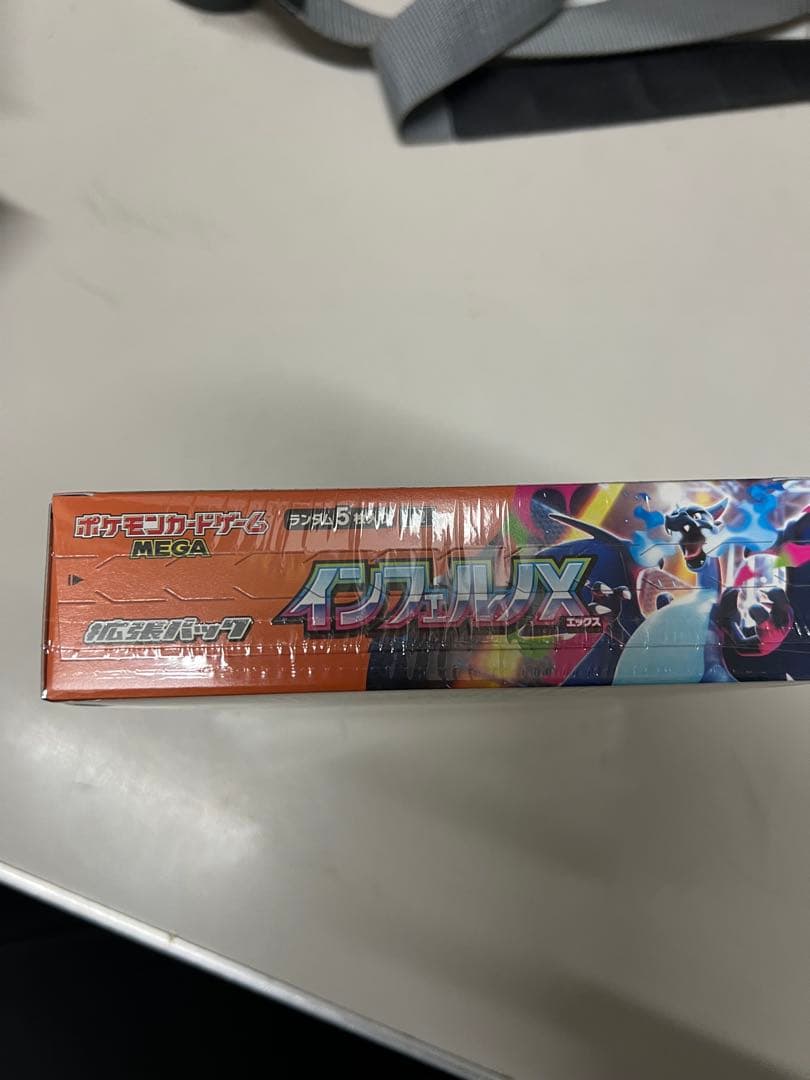 ポケモンカードゲーム
MEGA
ランダム5枚
拡張パック
インフェルノX
エックス